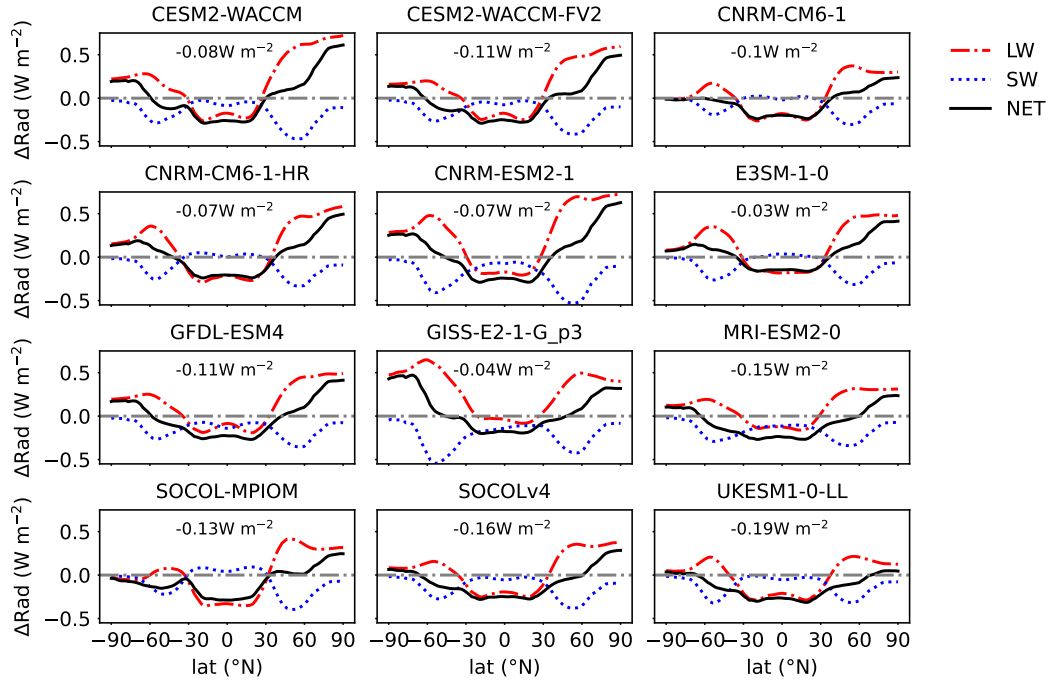 CESM2-WACCM
CESM2-WACCM-FV2
CNRM-CM6-1
ΔRad (W m⁻²)
0.5
0.0
−0.5
-0.08W m⁻²
-0.11W m⁻²
-0.1W m⁻²
LW
SW
NET
CNRM-CM6-1-HR
CNRM-ESM2-1
E3SM-1-0
ΔRad (W m⁻²)
0.5
0.0
−0.5
-0.07W m⁻²
-0.07W m⁻²
-0.03W m⁻²
GFDL-ESM4
GISS-E2-1-G_p3
MRI-ESM2-0
ΔRad (W m⁻²)
0.5
0.0
−0.5
-0.11W m⁻²
-0.04W m⁻²
-0.15W m⁻²
SOCOL-MPIOM
SOCOLv4
UKESM1-0-LL
ΔRad (W m⁻²)
0.5
0.0
−0.5
-0.13W m⁻²
-0.16W m⁻²
-0.19W m⁻²
−90 −60 −30 0 30 60 90
−90 −60 −30 0 30 60 90
−90 −60 −30 0 30 60 90
lat (°N)
lat (°N)
lat (°N)